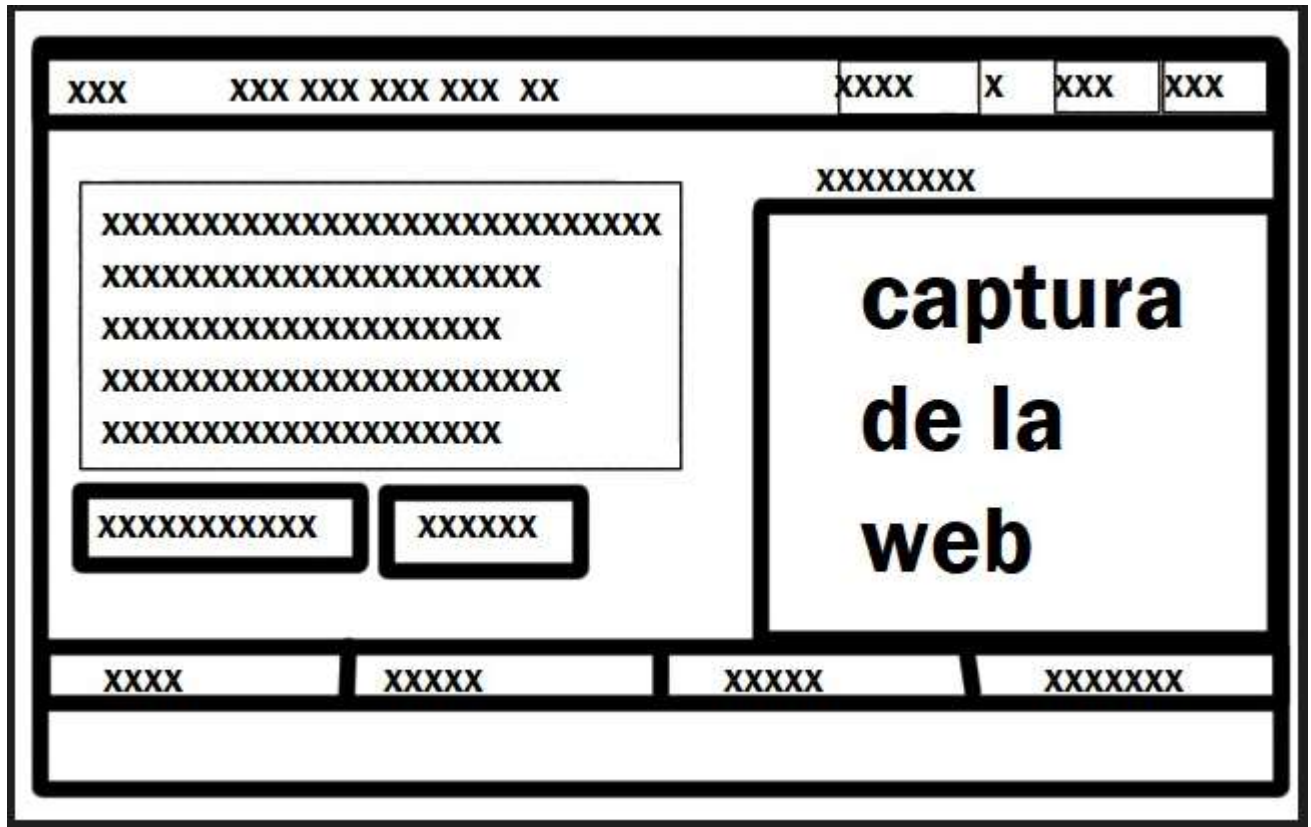 xxx xxx xxx xxx xxx xx xxxx x xxx xxx
xxxxxxxx
xxxxxxxxxxxxxxxxxxxxxxxxxxxx
xxxxxxxxxxxxxxxxxxxxxx
xxxxxxxxxxxxxxxxxxxx
xxxxxxxxxxxxxxxxxxxxxxx
xxxxxxxxxxxxxxxxxxxx
captura
de la
web
xxxxxxxxxxx xxxxxx
xxxx xxxxx xxxxx xxxxxxx